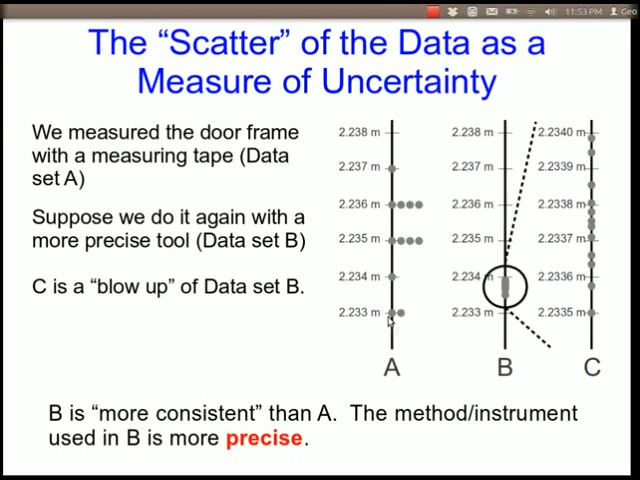 11:53 PM Geo
The “Scatter” of the Data as a
Measure of Uncertainty
We measured the door frame
with a measuring tape (Data
set A)
Suppose we do it again with a
more precise tool (Data set B)
C is a “blow up” of Data set B.
2.238 m
2.237 m
2.236 m
2.235 m
2.234 m
2.233 m
A
2.238 m
2.237 m
2.236 m
2.235 m
2.234 m
2.233 m
B
2.2340 m
2.2339 m
2.2338 m
2.2337 m
2.2336 m
2.2335 m
C
B is “more consistent” than A. The method/instrument
used in B is more precise.